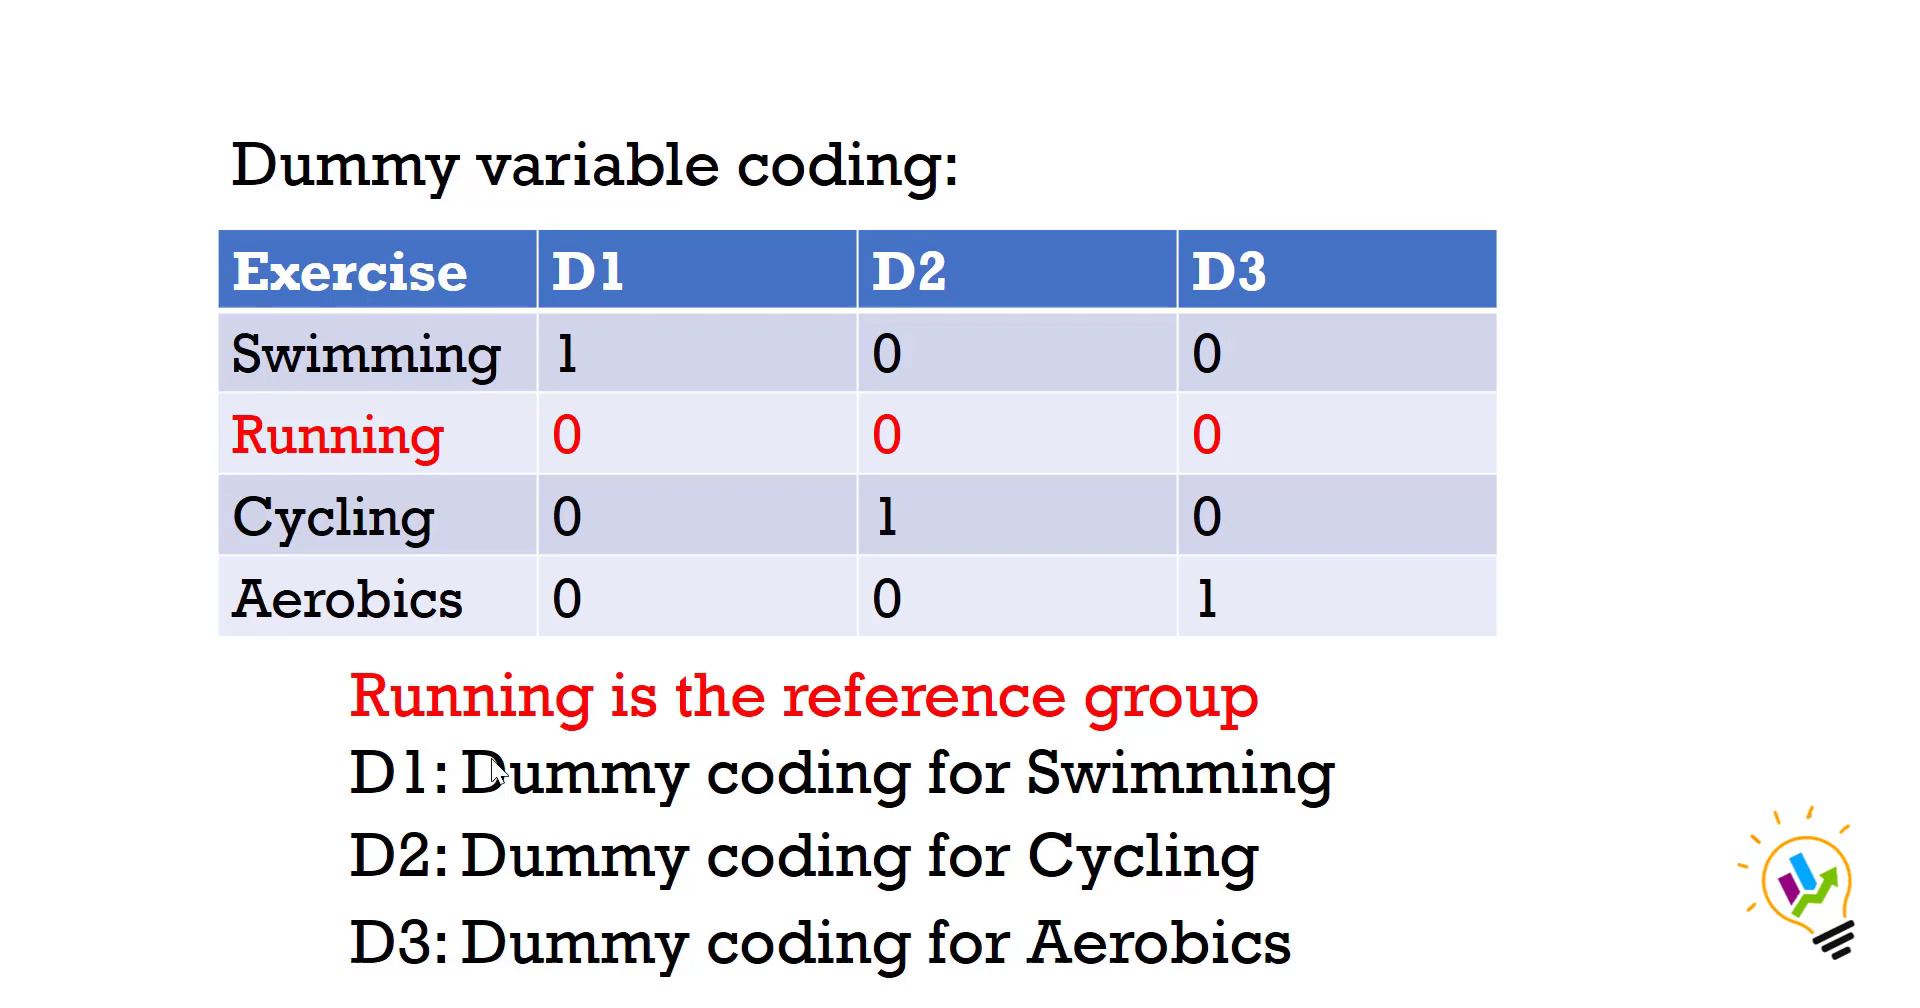 Dummy variable coding:
Exercise D1 D2 D3
Swimming 1 0 0
Running 0 0 0
Cycling 0 1 0
Aerobics 0 0 1
Running is the reference group
D1: Dummy coding for Swimming
D2: Dummy coding for Cycling
D3: Dummy coding for Aerobics